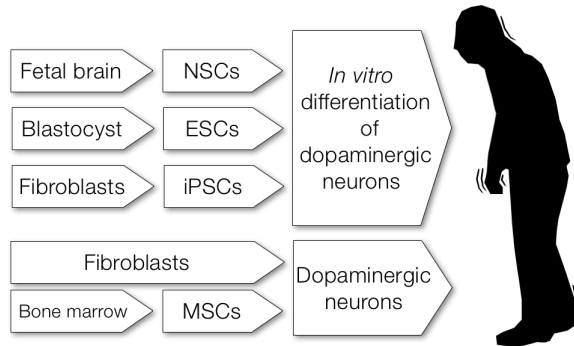 Fetal brain
NSCs
Blastocyst
ESCs
Fibroblasts
iPSCs
In vitro
differentiation
of
dopaminergic
neurons
Fibroblasts
Bone marrow
MSCs
Dopaminergic
neurons